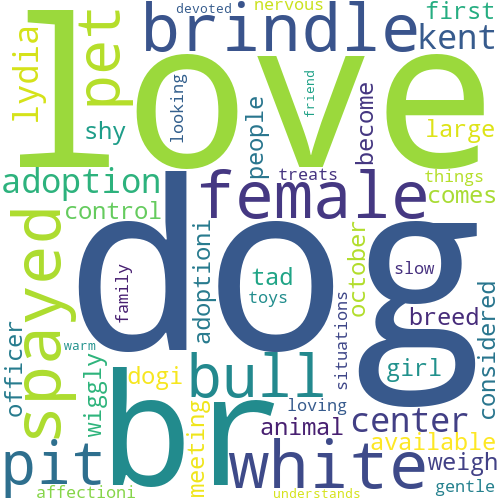 devoted
nervous
first
brindle
kent
love
pet
lydia
looking
friend
shy
people
become
large
adoption
treats
things
female
comes
control
spayed
dog
adoptioni
october
tad
slow
family
toys
situations
breed
considered
officer
warm
wiggly
dogi
bull
girl
br
meeting
loving
center
animal
available
pit
white
weigh
affectioni
understands
gentle